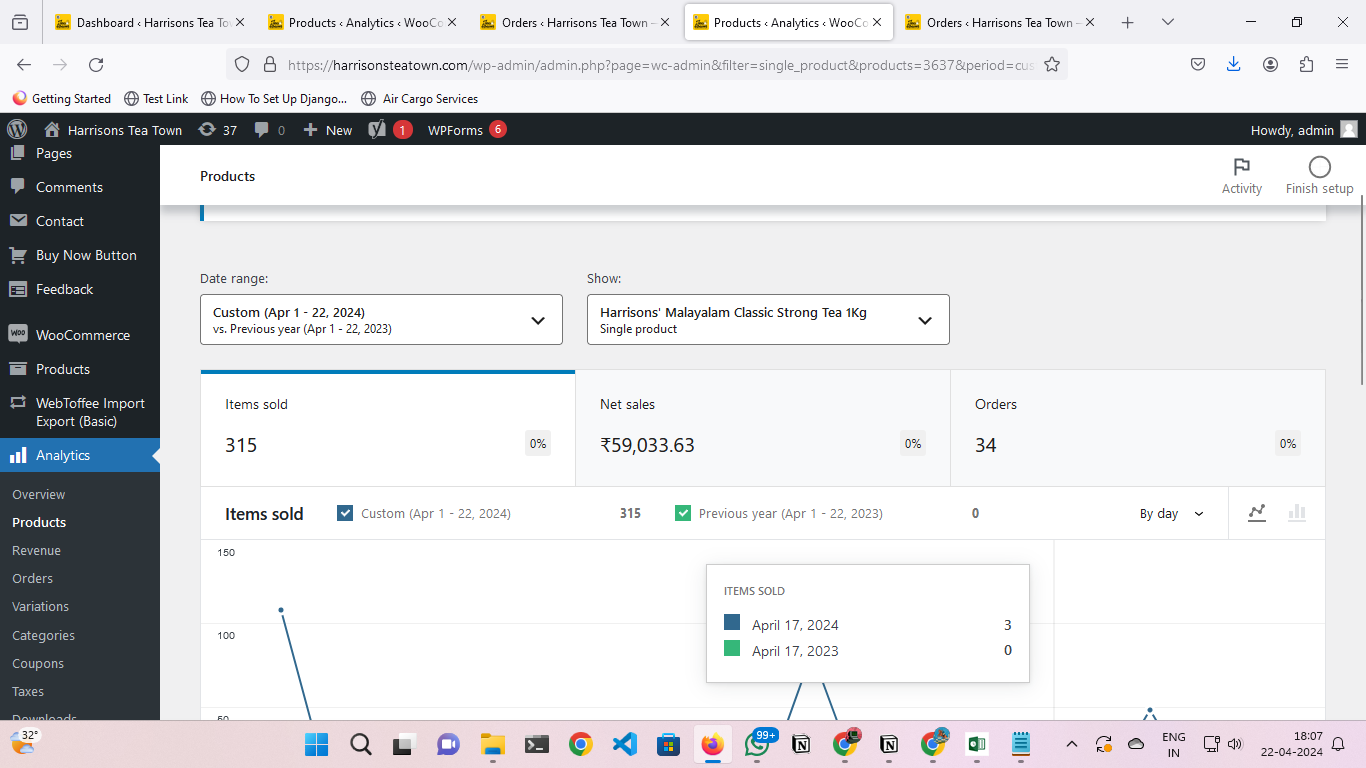 Dashboard ‹ Harrisons Tea To
Products ‹ Analytics ‹ WooCo
Orders ‹ Harrisons Tea Town —
Products ‹ Analytics ‹ WooCo
Orders ‹ Harrisons Tea Town —
https://harrisonsteatown.com/wp-admin/admin.php?page=wc-admin&filter=single_product&products=3637&period=cus
Getting Started
Test Link
How To Set Up Django...
Air Cargo Services
Harrisons Tea Town
37
0
New
1
WPForms
6
Howdy, admin
Pages
Comments
Contact
Buy Now Button
Feedback
WOO
WooCommerce
Products
WebToffee Import
Export (Basic)
Analytics
Overview
Products
Revenue
Orders
Variations
Categories
Coupons
Taxes
Downloads
Products
Activity
Finish setup
Date range:
Custom (Apr 1 - 22, 2024)
vs. Previous year (Apr 1 - 22, 2023)
Show:
Harrisons' Malayalam Classic Strong Tea 1Kg
Single product
Items sold
315
0%
Net sales
₹59,033.63
0%
Orders
34
0%
Items sold
Custom (Apr 1 - 22, 2024)
315
Previous year (Apr 1 - 22, 2023)
0
By day
150
100
50
ITEMS SOLD
April 17, 2024
3
April 17, 2023
0
32°
99+
ENG
IN
18:07
22-04-2024